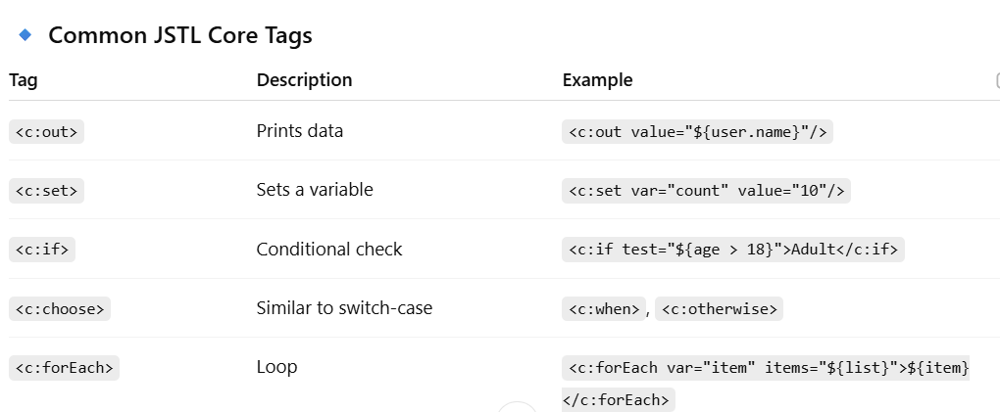 Common JSTL Core Tags
Tag Description Example
<c:out> Prints data <c:out value="${user.name}"/>
<c:set> Sets a variable <c:set var="count" value="10"/>
<c:if> Conditional check <c:if test="${age > 18}">Adult</c:if>
<c:choose> Similar to switch-case <c:when>, <c:otherwise>
<c:forEach> Loop <c:forEach var="item" items="${list}">${item}
</c:forEach>